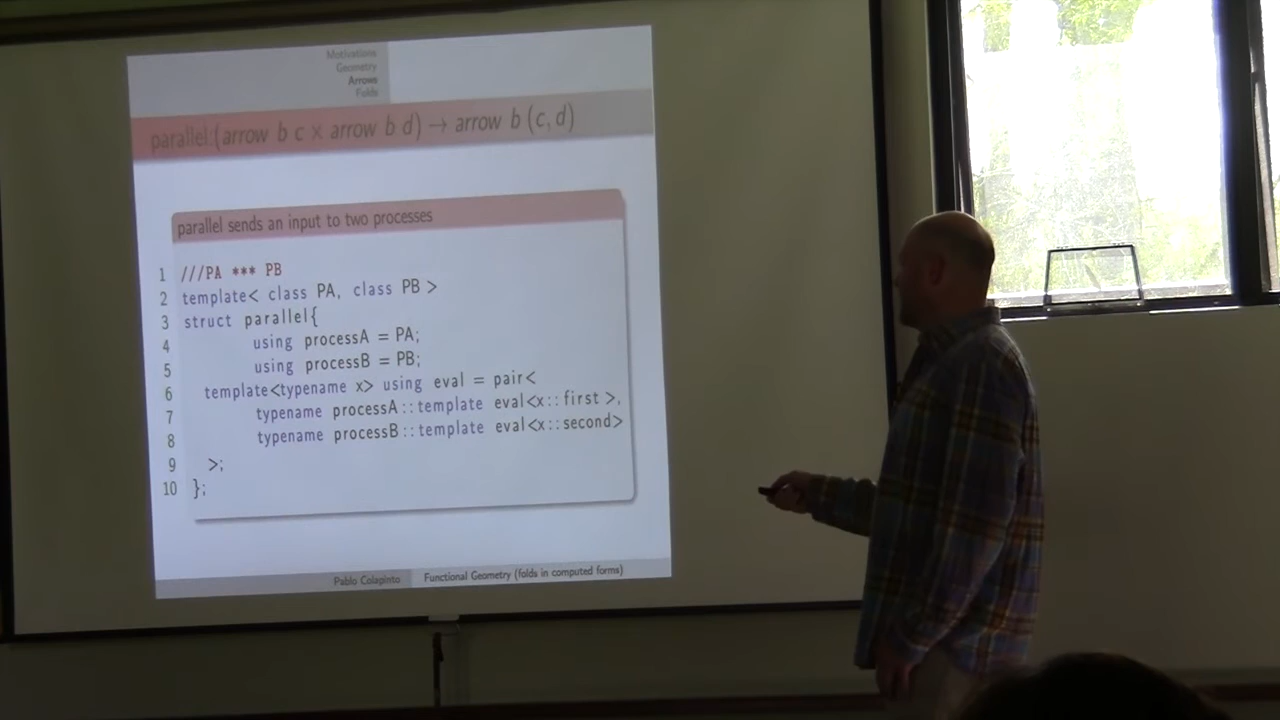 Motivations
Geometry
Arrows
Folds
parallel:(arrow b c × arrow b d) → arrow b (c, d)
parallel sends an input to two processes
1 ///PA *** PB
2 template< class PA, class PB >
3 struct parallel{
4 using processA = PA;
5 using processB = PB;
6 template<typename x> using eval = pair<
7 typename processA::template eval<x::first>,
8 typename processB::template eval<x::second>
9 >;
10 };
Pablo Colapinto Functional Geometry (folds in computed forms)